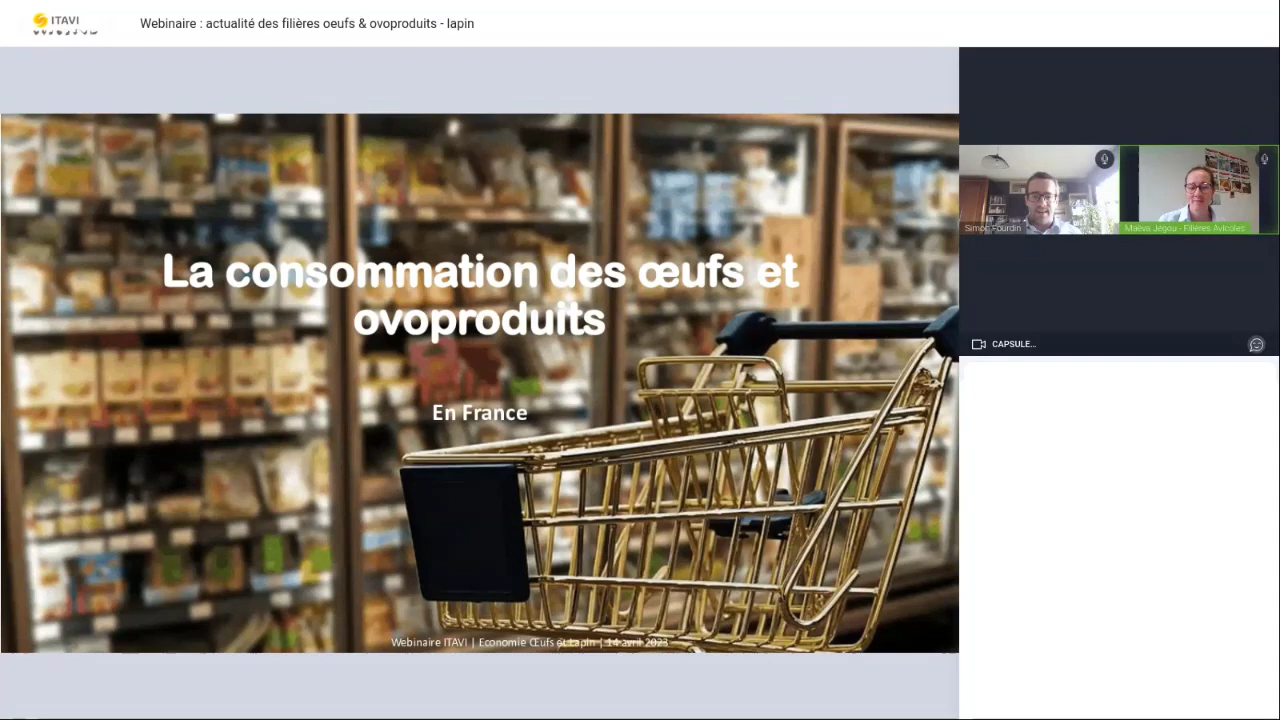 ITAVI
Webinaire : actualité des filières oeufs & ovoproduits - lapin
La consommation des œufs et
ovoproduits
En France
Webinaire ITAVI | Economie Œufs et Lapin | 14 avril 2023
Simon Fourdin
Maëva Jégou - Filières Avicoles
CAPSULE...